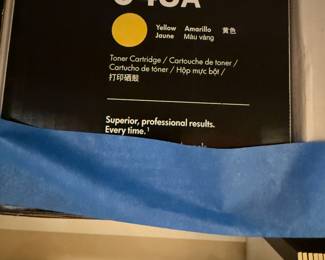 Yellow Amarillo 黄色
Jaune Màu vàng
Toner Cartridge / Cartouche de toner /
Cartucho de tóner / Hộp mực bột /
打印硒鼓
Superior, professional results.
Every time.¹